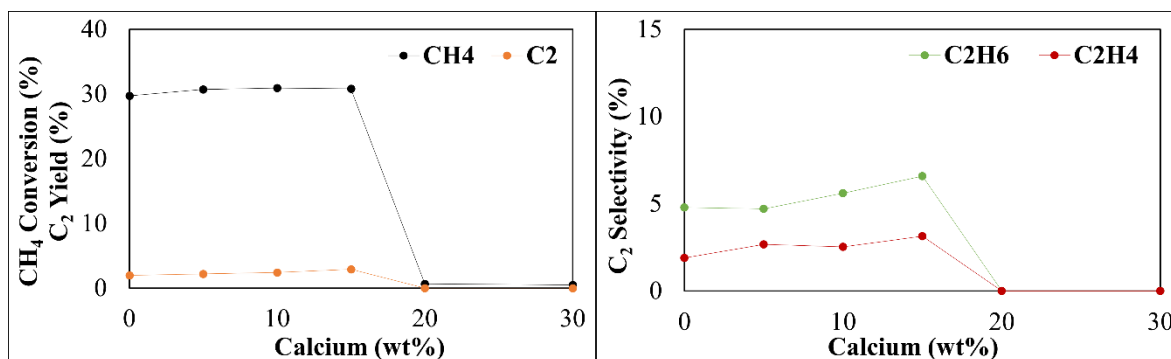 40
30
20
10
0
CH₄ Conversion (%)
C₂ Yield (%)
CH4 C2
0 10 20 30
Calcium (wt%)
15
10
5
0
C₂ Selectivity (%)
C2H6 C2H4
0 10 20 30
Calcium (wt%)